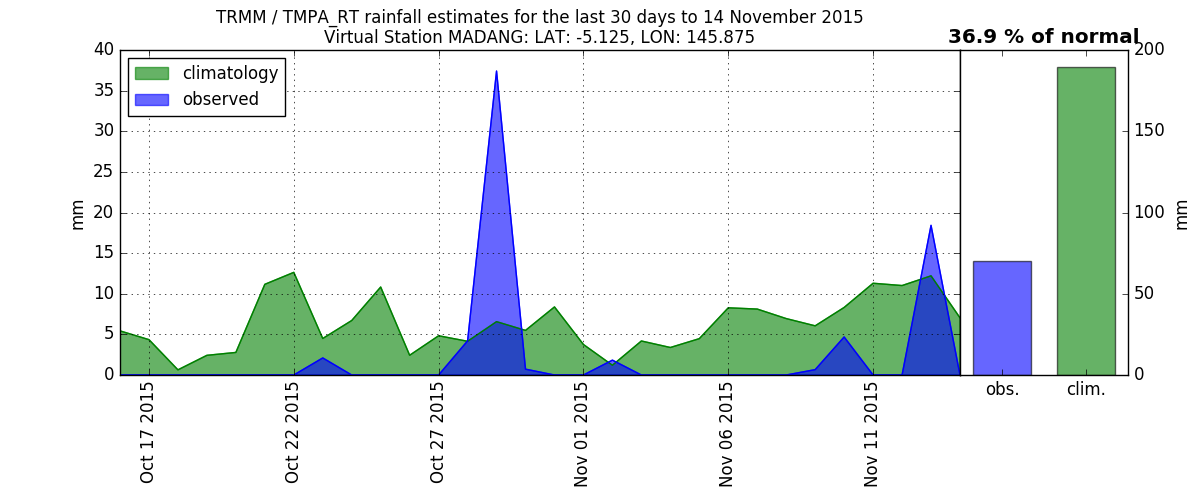 TRMM / TMPA_RT rainfall estimates for the last 30 days to 14 November 2015
Virtual Station MADANG: LAT: -5.125, LON: 145.875
36.9 % of normal
climatology
observed
40
35
30
25
20
15
10
5
0
mm
200
150
100
50
0
mm
Oct 17 2015
Oct 22 2015
Oct 27 2015
Nov 01 2015
Nov 06 2015
Nov 11 2015
obs.
clim.